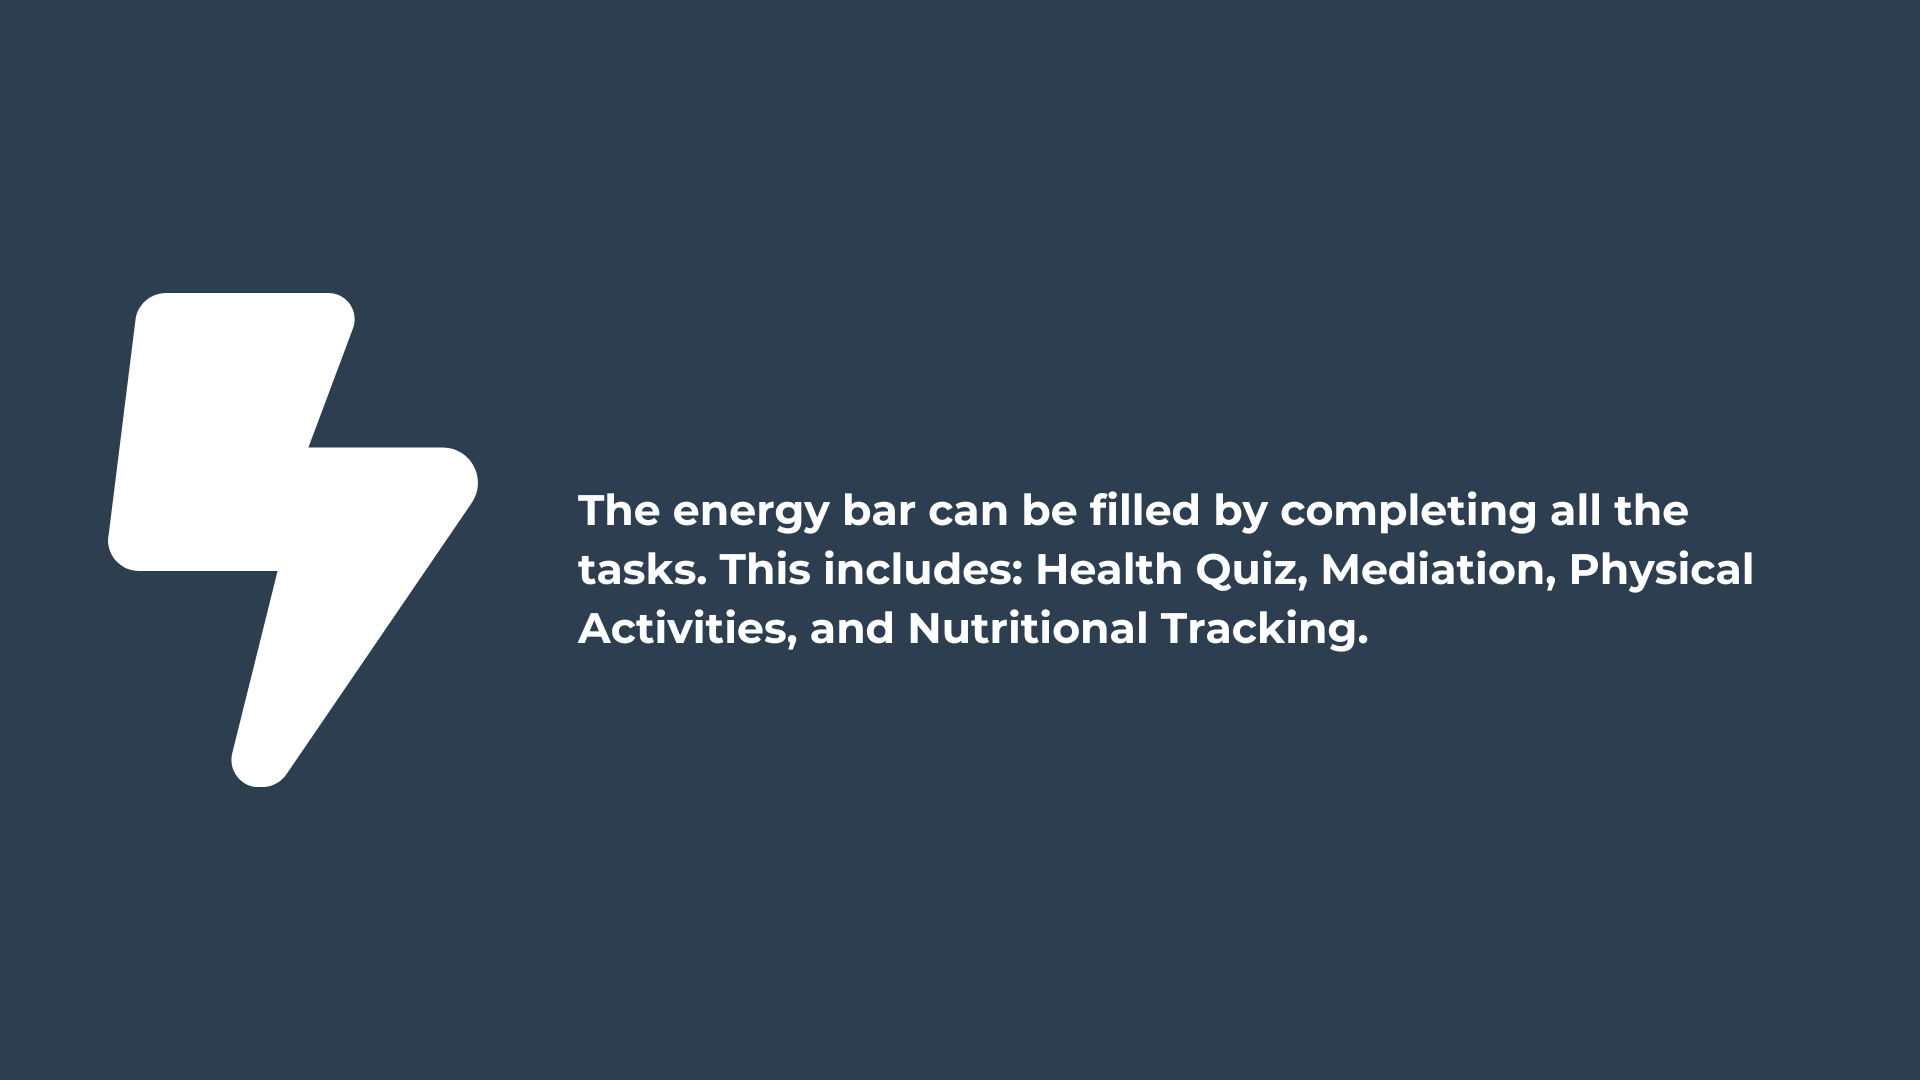 The energy bar can be filled by completing all the
tasks. This includes: Health Quiz, Mediation, Physical
Activities, and Nutritional Tracking.